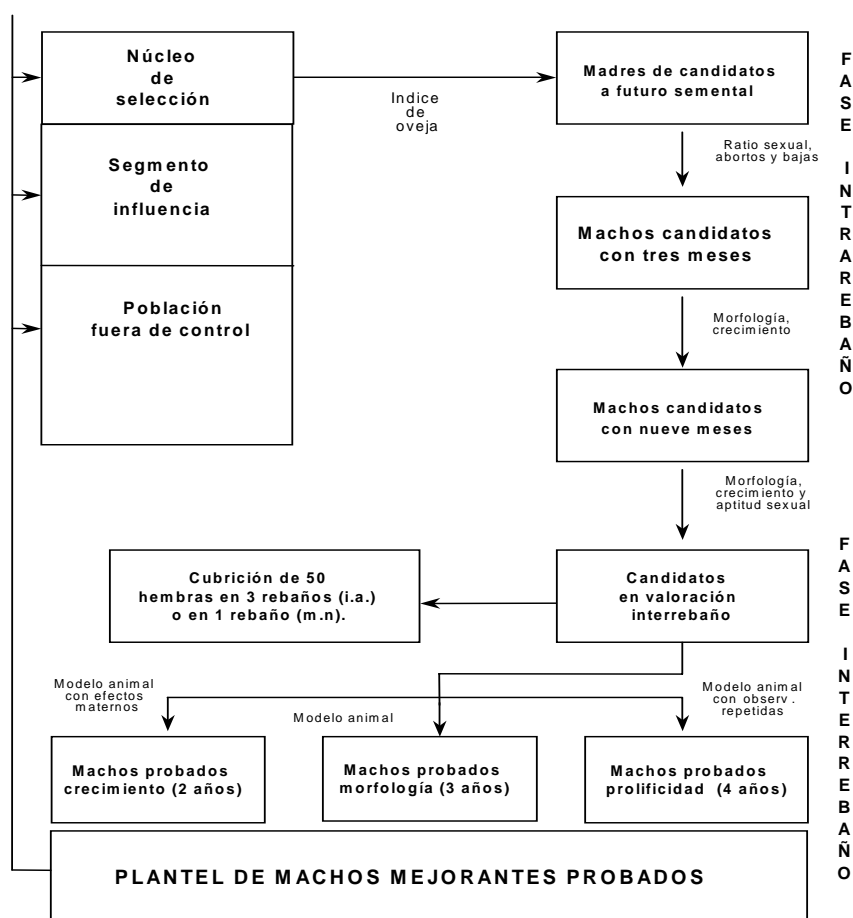 Núcleo
de
selección
Indice
de
oveja
Madres de candidatos
a futuro semental
Segmento
de
influencia
Ratio sexual,
abortos y bajas
Machos candidatos
con tres meses
Población
fuera de control
Morfología,
crecimiento
Machos candidatos
con nueve meses
Morfología,
crecimiento y
aptitud sexual
FASE INTRAREBAÑO
Cubrición de 50
hembras en 3 rebaños (i.a.)
o en 1 rebaño (m.n).
Candidatos
en valoración
interrebaño
Modelo animal
con efectos
maternos
Modelo animal
Modelo animal
con observ.
repetidas
Machos probados
crecimiento (2 años)
Machos probados
morfología (3 años)
Machos probados
prolificidad (4 años)
FASE INTERREBAÑO
PLANTEL DE MACHOS MEJORANTES PROBADOS